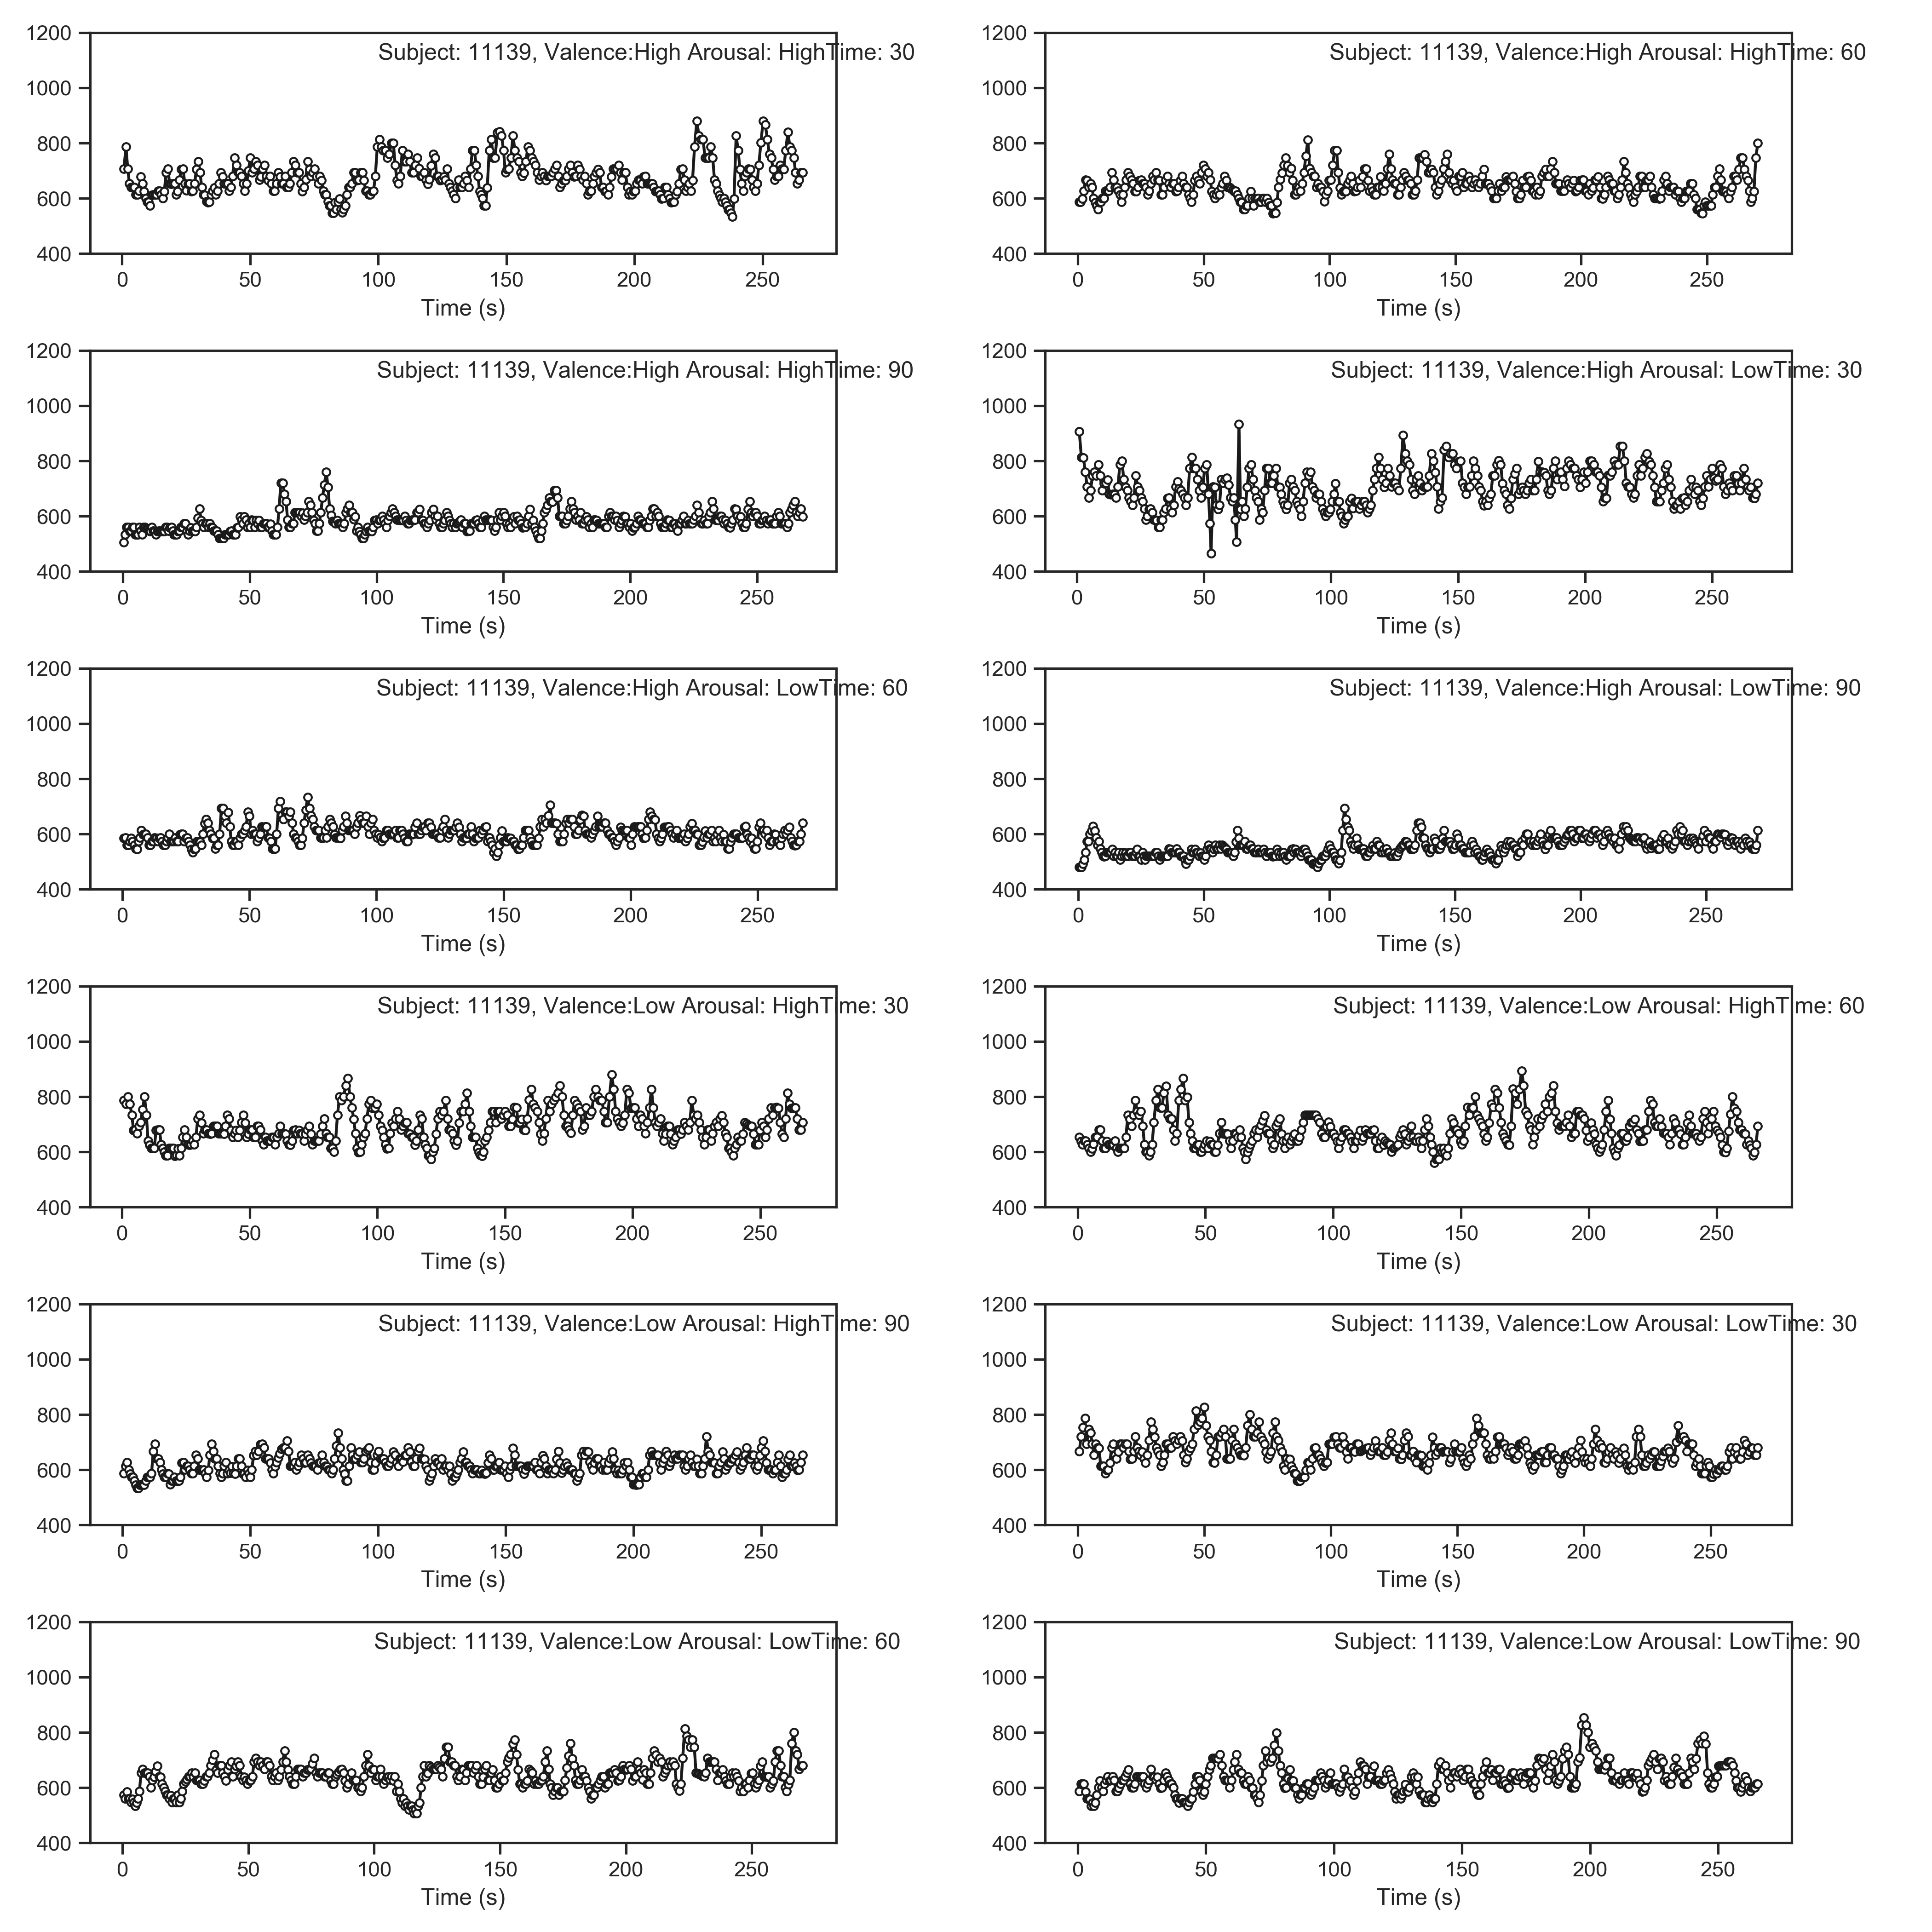 1200
1000
800
600
400
Subject: 11139, Valence:High Arousal: HighTime: 30
0 50 100 150 200 250
Time (s)
1200
1000
800
600
400
Subject: 11139, Valence:High Arousal: HighTime: 60
0 50 100 150 200 250
Time (s)
1200
1000
800
600
400
Subject: 11139, Valence:High Arousal: HighTime: 90
0 50 100 150 200 250
Time (s)
1200
1000
800
600
400
Subject: 11139, Valence:High Arousal: LowTime: 30
0 50 100 150 200 250
Time (s)
1200
1000
800
600
400
Subject: 11139, Valence:High Arousal: LowTime: 60
0 50 100 150 200 250
Time (s)
1200
1000
800
600
400
Subject: 11139, Valence:High Arousal: LowTime: 90
0 50 100 150 200 250
Time (s)
1200
1000
800
600
400
Subject: 11139, Valence:Low Arousal: HighTime: 30
0 50 100 150 200 250
Time (s)
1200
1000
800
600
400
Subject: 11139, Valence:Low Arousal: HighTime: 60
0 50 100 150 200 250
Time (s)
1200
1000
800
600
400
Subject: 11139, Valence:Low Arousal: HighTime: 90
0 50 100 150 200 250
Time (s)
1200
1000
800
600
400
Subject: 11139, Valence:Low Arousal: LowTime: 30
0 50 100 150 200 250
Time (s)
1200
1000
800
600
400
Subject: 11139, Valence:Low Arousal: LowTime: 60
0 50 100 150 200 250
Time (s)
1200
1000
800
600
400
Subject: 11139, Valence:Low Arousal: LowTime: 90
0 50 100 150 200 250
Time (s)